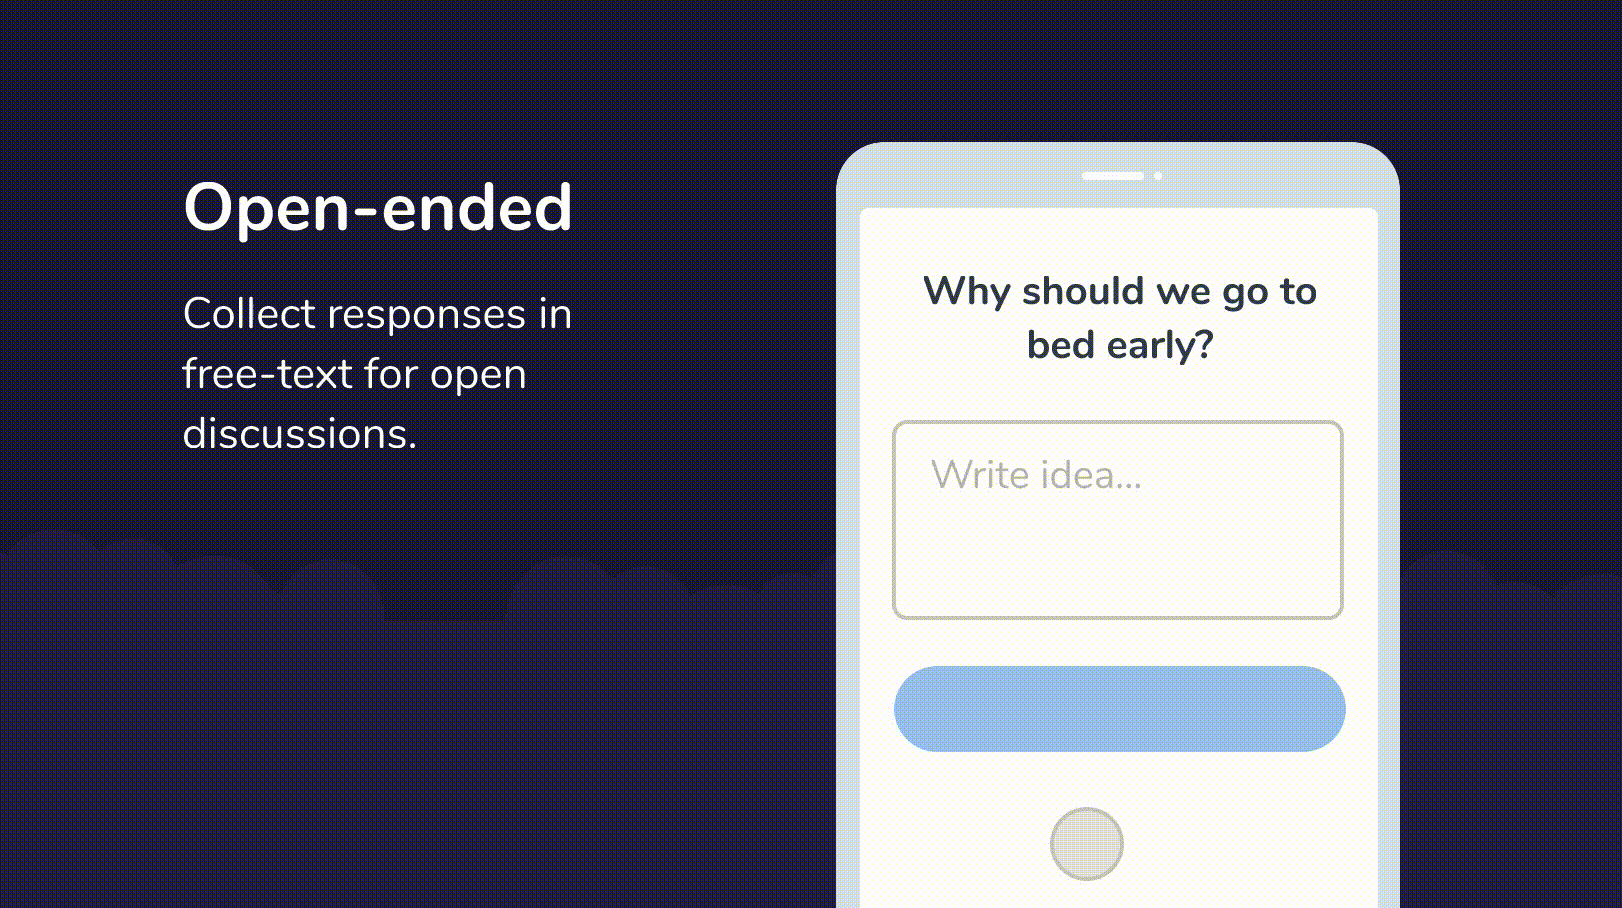 Open-ended
Collect responses in
free-text for open
discussions.
Why should we go to
bed early?
Write idea...